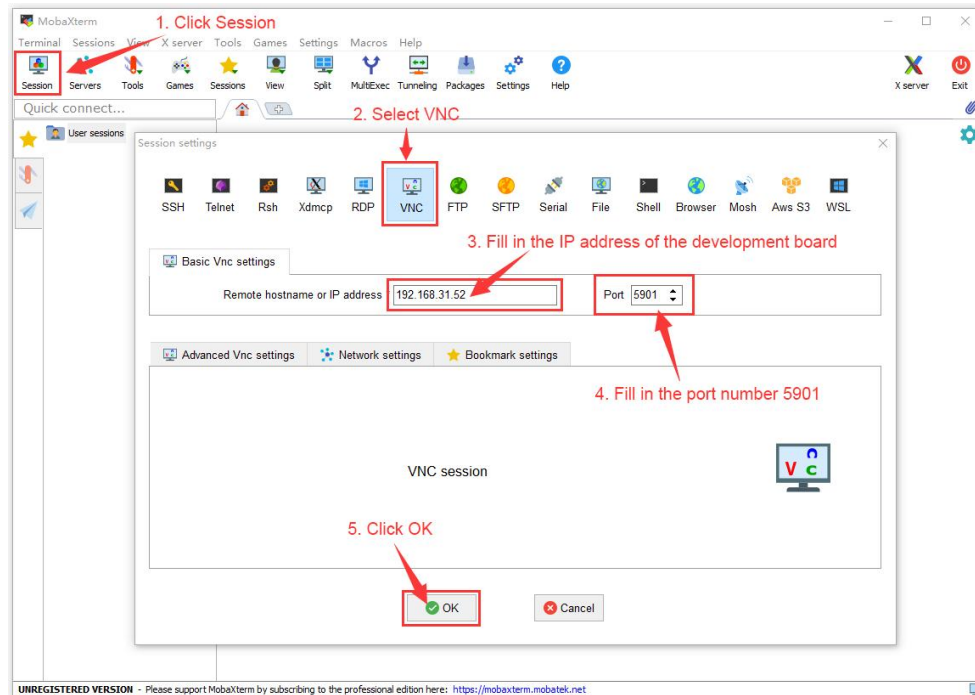 MobaXterm
1. Click Session
Terminal Sessions View X server Tools Games Settings Macros Help
Session Servers Tools Games Sessions View Split MultiExec Tunneling Packages Settings Help X server Exit
Quick connect...
2. Select VNC
User sessions
Session settings
SSH Telnet Rsh Xdmcp RDP VNC FTP SFTP Serial File Shell Browser Mosh Aws S3 WSL
3. Fill in the IP address of the development board
Basic Vnc settings
Remote hostname or IP address 192.168.31.52 Port 5901
Advanced Vnc settings Network settings Bookmark settings
4. Fill in the port number 5901
VNC session
5. Click OK
OK Cancel
UNREGISTERED VERSION - Please support MobaXterm by subscribing to the professional edition here: https://mobaxterm.mobatek.net